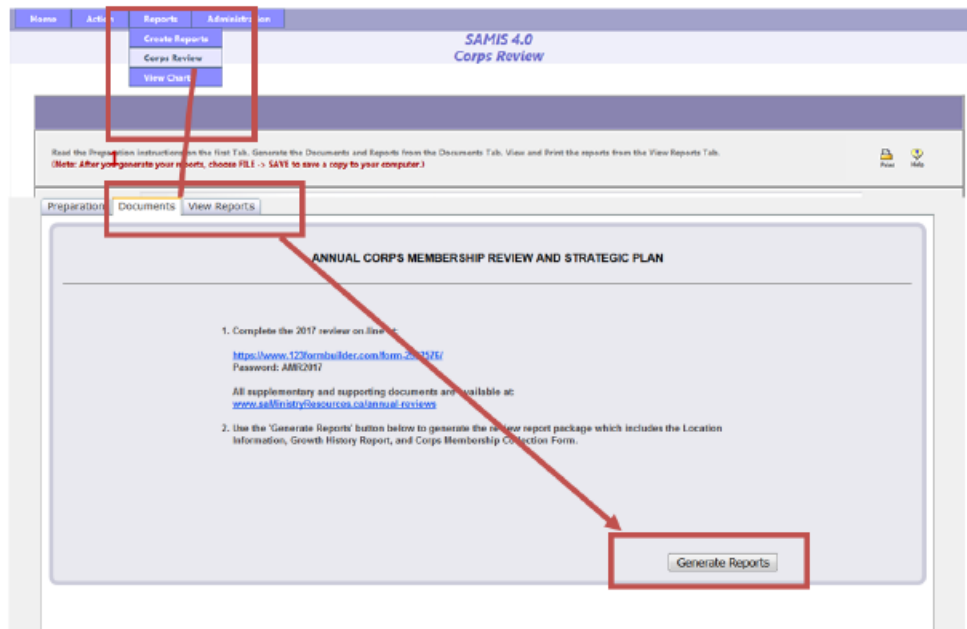 Home Action Reports Administration
Create Reports
Corps Review
View Chart
SAMIS 4.0
Corps Review
Read the Preparation instructions on the first Tab. Generate the Documents and Reports from the Documents Tab. View and Print the reports from the View Reports Tab.
(Note: After you generate your reports, choose FILE -> SAVE to save a copy to your computer.)
1
Print Help
Preparation Documents View Reports
ANNUAL CORPS MEMBERSHIP REVIEW AND STRATEGIC PLAN
1. Complete the 2017 review on-line at:
https://www.123formbuilder.com/form-
Password: AMR2017
All supplementary and supporting documents are available at:
www.saMinistryResources.ca/annual-reviews
2. Use the 'Generate Reports' button below to generate the review report package which includes the Location
Information, Growth History Report, and Corps Membership Collection Form.
Generate Reports